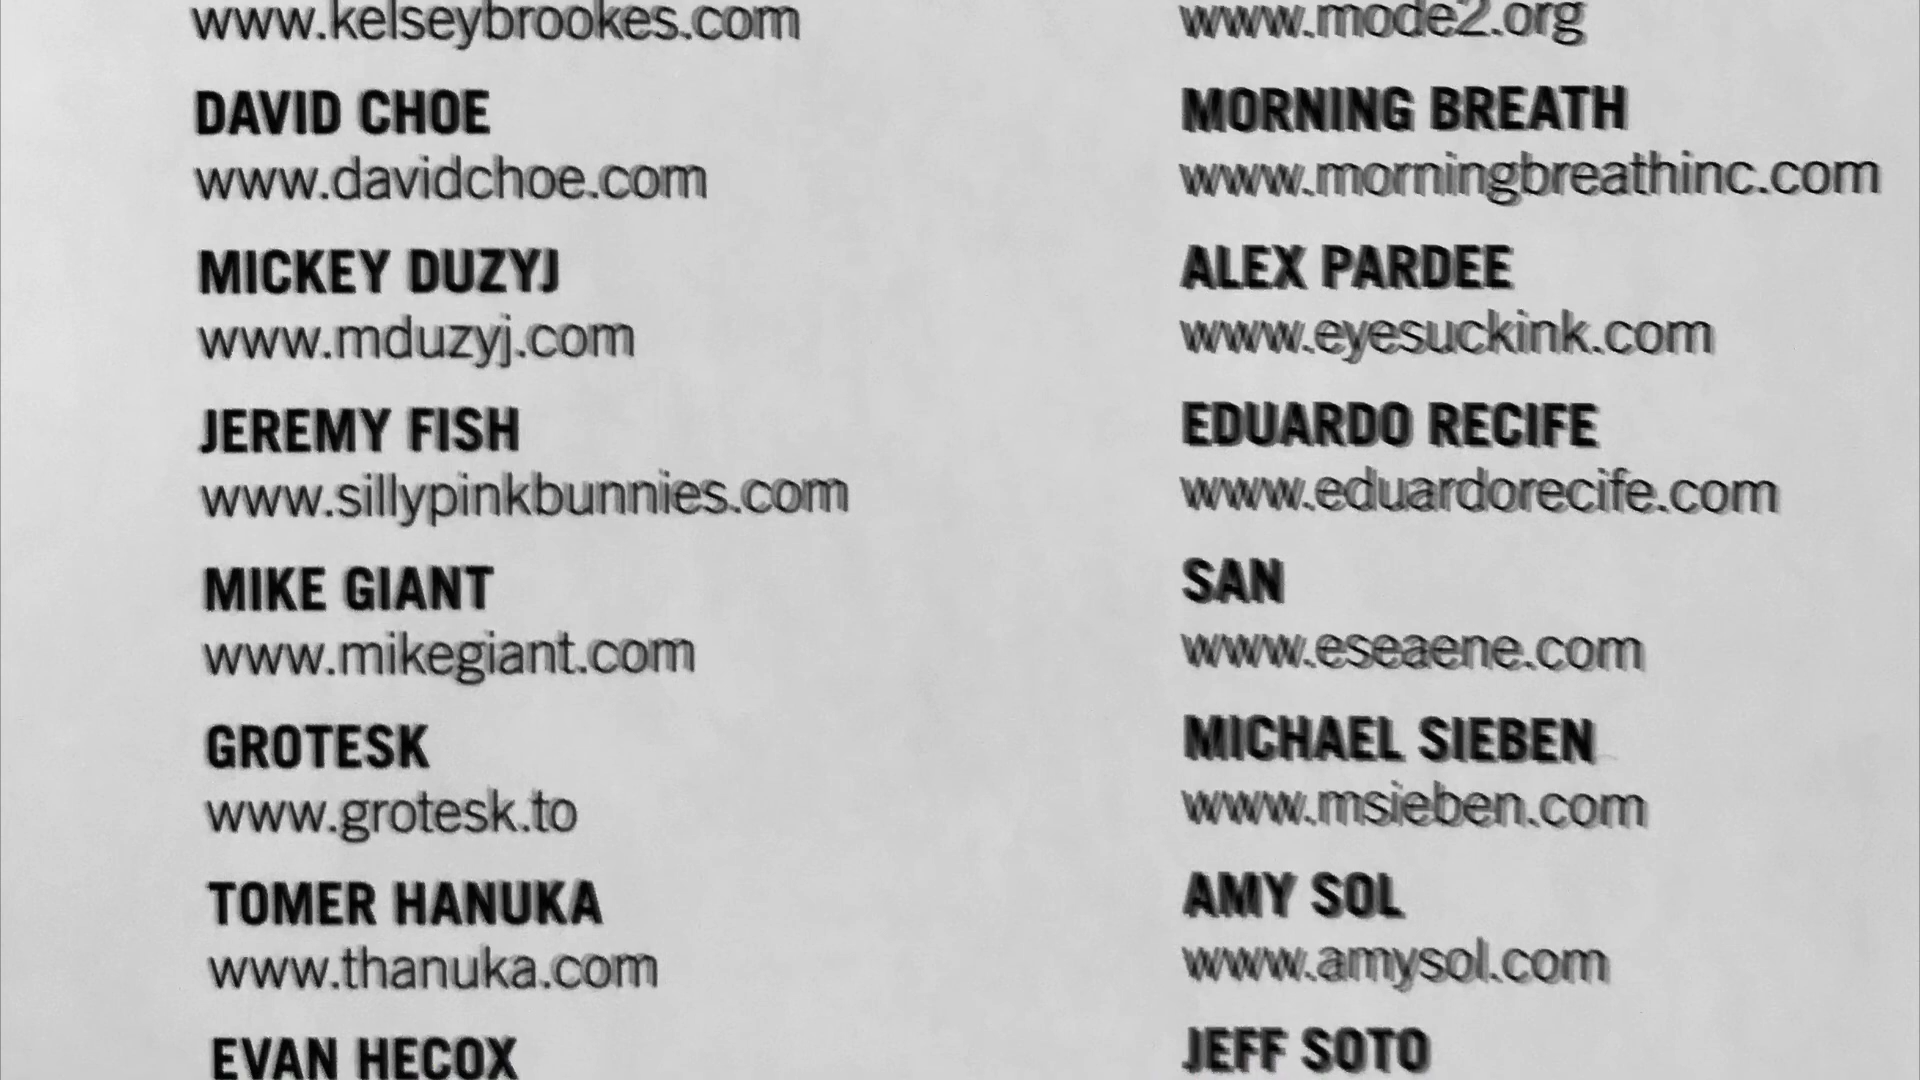 www.kelseybrookes.com
DAVID CHOE
www.davidchoe.com
MICKEY DUZYJ
www.mduzyj.com
JEREMY FISH
www.sillypinkbunnies.com
MIKE GIANT
www.mikegiant.com
GROTESK
www.grotesk.to
TOMER HANUKA
www.thanuka.com
EVAN HECOX
www.mode2.org
MORNING BREATH
www.morningbreathinc.com
ALEX PARDEE
www.eyesuckink.com
EDUARDO RECIFE
www.eduardorecife.com
SAN
www.eseaene.com
MICHAEL SIEBEN
www.msieben.com
AMY SOL
www.amysol.com
JEFF SOTO